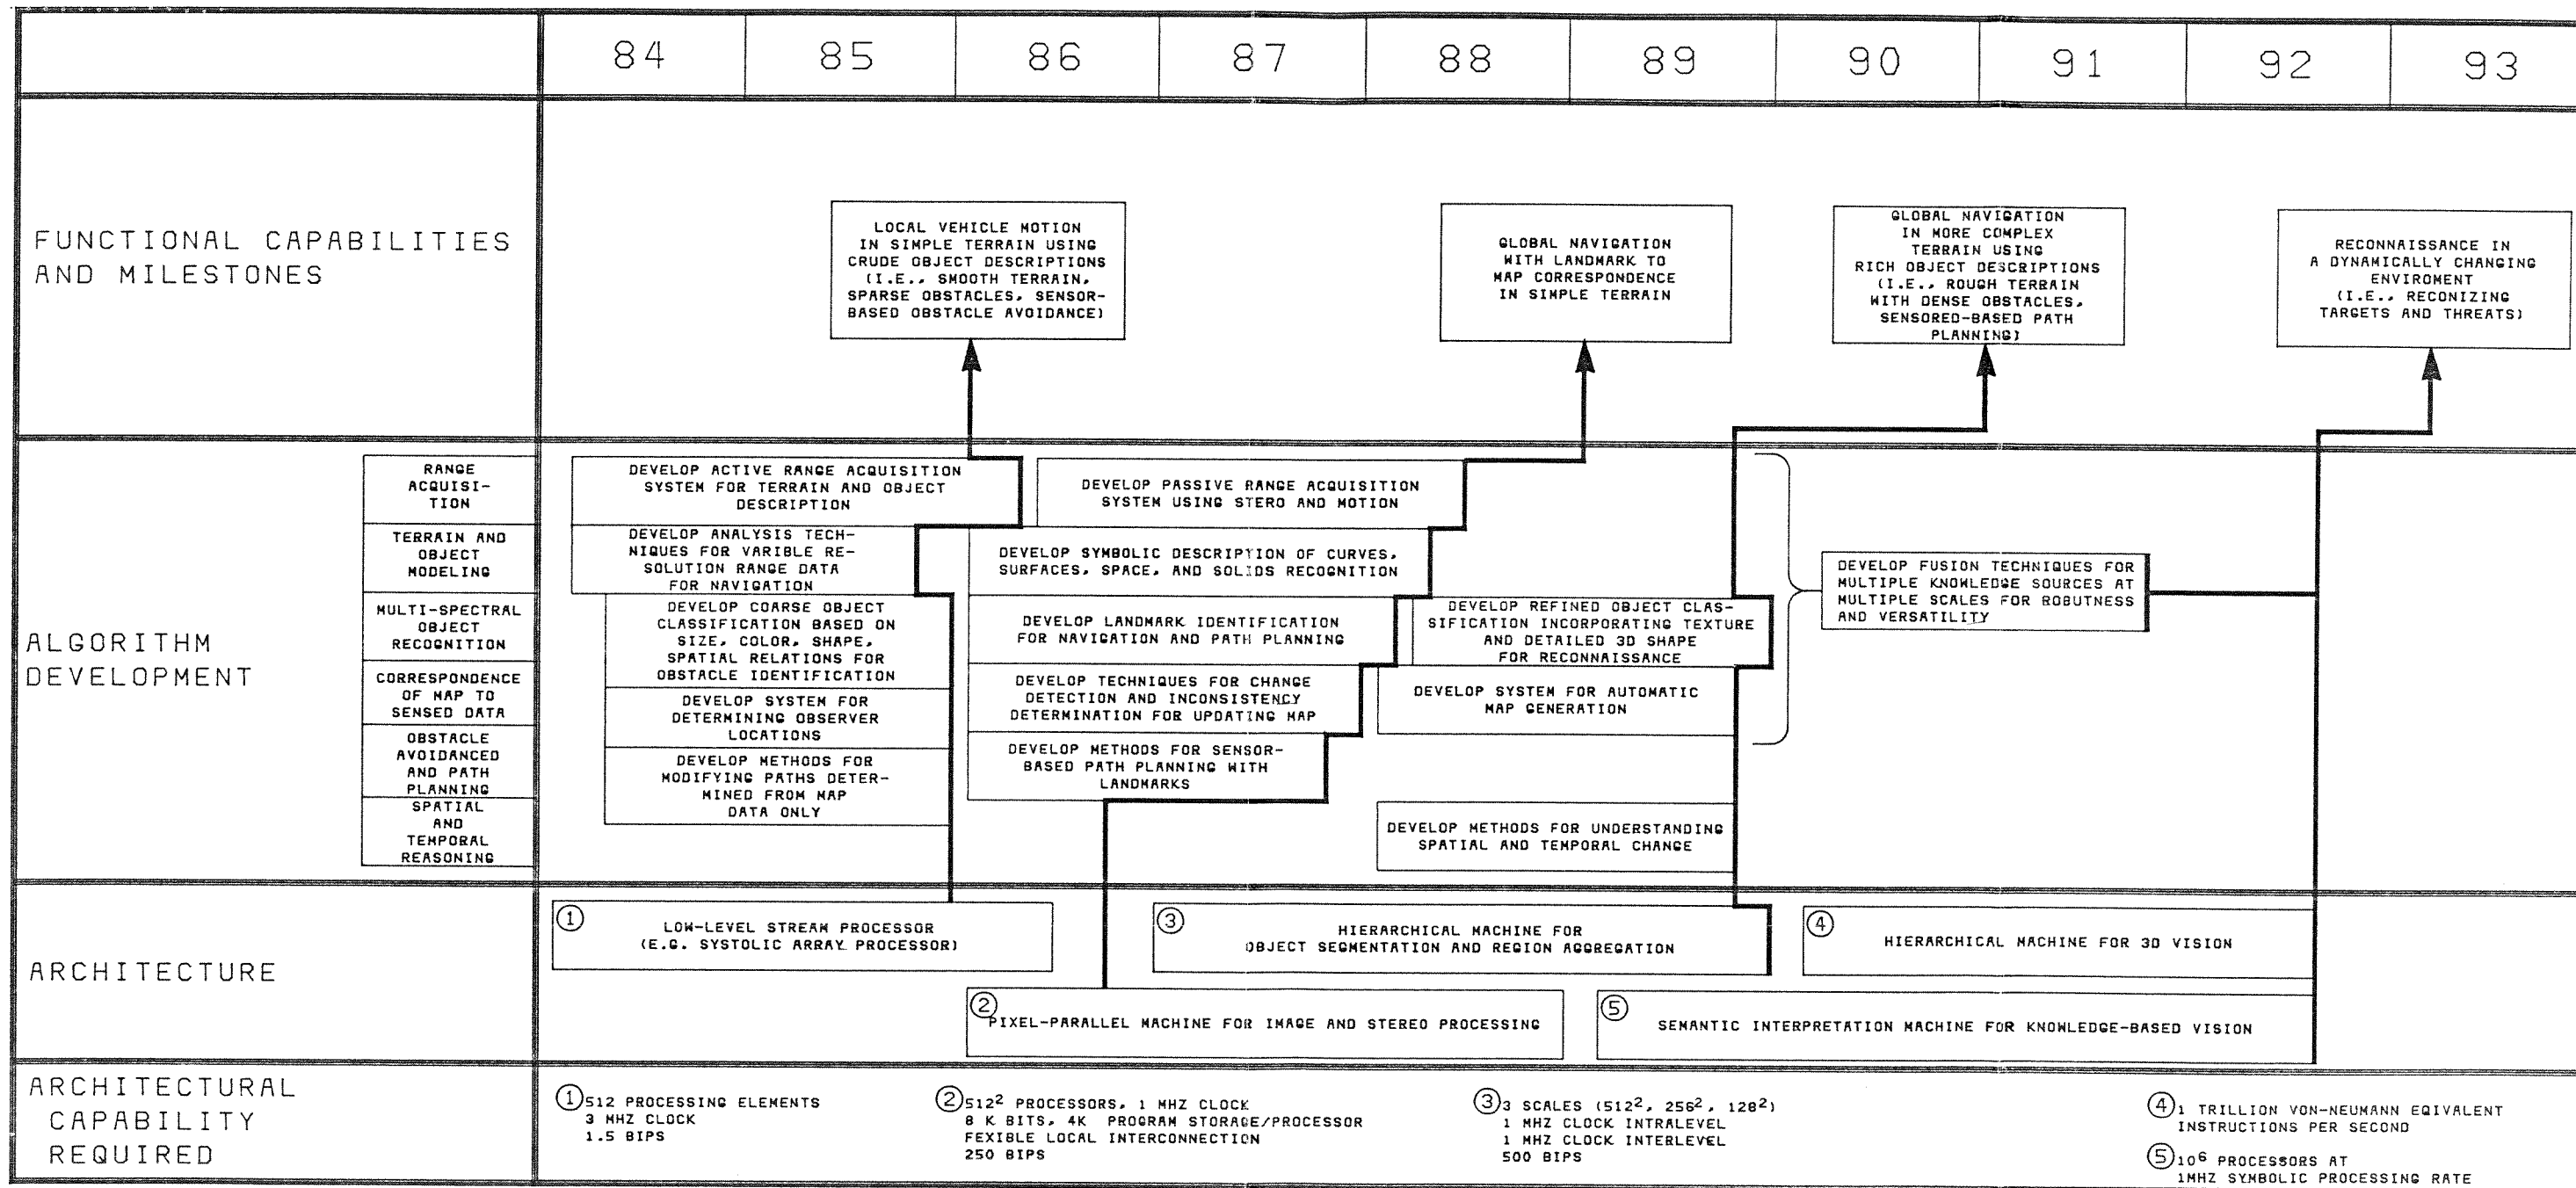 84 85 86 87 88 89 90 91 92 93
FUNCTIONAL CAPABILITIES
AND MILESTONES
LOCAL VEHICLE MOTION
IN SIMPLE TERRAIN USING
CRUDE OBJECT DESCRIPTIONS
(I.E., SMOOTH TERRAIN,
SPARSE OBSTACLES, SENSOR-
BASED OBSTACLE AVOIDANCE)
GLOBAL NAVIGATION
WITH LANDMARK TO
MAP CORRESPONDENCE
IN SIMPLE TERRAIN
GLOBAL NAVIGATION
IN MORE COMPLEX
TERRAIN USING
RICH OBJECT DESCRIPTIONS
(I.E., ROUGH TERRAIN
WITH DENSE OBSTACLES,
SENSORED-BASED PATH
PLANNING)
RECONNAISSANCE IN
A DYNAMICALLY CHANGING
ENVIROMENT
(I.E., RECONIZING
TARGETS AND THREATS)
ALGORITHM
DEVELOPMENT
RANGE
ACQUISI-
TION
TERRAIN AND
OBJECT
MODELING
MULTI-SPECTRAL
OBJECT
RECOGNITION
CORRESPONDENCE
OF MAP TO
SENSED DATA
OBSTACLE
AVOIDANCED
AND PATH
PLANNING
SPATIAL
AND
TEMPORAL
REASONING
DEVELOP ACTIVE RANGE ACQUISITION
SYSTEM FOR TERRAIN AND OBJECT
DESCRIPTION
DEVELOP ANALYSIS TECH-
NIQUES FOR VARIBLE RE-
SOLUTION RANGE DATA
FOR NAVIGATION
DEVELOP COARSE OBJECT
CLASSIFICATION BASED ON
SIZE, COLOR, SHAPE,
SPATIAL RELATIONS FOR
OBSTACLE IDENTIFICATION
DEVELOP SYSTEM FOR
DETERMINING OBSERVER
LOCATIONS
DEVELOP METHODS FOR
MODIFYING PATHS DETER-
MINED FROM MAP
DATA ONLY
DEVELOP PASSIVE RANGE ACQUISITION
SYSTEM USING STERO AND MOTION
DEVELOP SYMBOLIC DESCRIPTION OF CURVES,
SURFACES, SPACE, AND SOLIDS RECOGNITION
DEVELOP LANDMARK IDENTIFICATION
FOR NAVIGATION AND PATH PLANNING
DEVELOP TECHNIQUES FOR CHANGE
DETECTION AND INCONSISTENCY
DETERMINATION FOR UPDATING MAP
DEVELOP METHODS FOR SENSOR-
BASED PATH PLANNING WITH
LANDMARKS
DEVELOP REFINED OBJECT CLAS-
SIFICATION INCORPORATING TEXTURE
AND DETAILED 3D SHAPE
FOR RECONNAISSANCE
DEVELOP SYSTEM FOR AUTOMATIC
MAP GENERATION
DEVELOP METHODS FOR UNDERSTANDING
SPATIAL AND TEMPORAL CHANGE
DEVELOP FUSION TECHNIQUES FOR
MULTIPLE KNOWLEDGE SOURCES AT
MULTIPLE SCALES FOR ROBUTNESS
AND VERSATILITY
ARCHITECTURE
① LOW-LEVEL STREAM PROCESSOR
(E.G. SYSTOLIC ARRAY PROCESSOR)
③ HIERARCHICAL MACHINE FOR
OBJECT SEGMENTATION AND REGION AGGREGATION
④ HIERARCHICAL MACHINE FOR 3D VISION
② PIXEL-PARALLEL MACHINE FOR IMAGE AND STEREO PROCESSING
⑤ SEMANTIC INTERPRETATION MACHINE FOR KNOWLEDGE-BASED VISION
ARCHITECTURAL
CAPABILITY
REQUIRED
① 512 PROCESSING ELEMENTS
3 MHZ CLOCK
1.5 BIPS
② 512² PROCESSORS, 1 MHZ CLOCK
8 K BITS, 4K PROGRAM STORAGE/PROCESSOR
FEXIBLE LOCAL INTERCONNECTION
250 BIPS
③ 3 SCALES (512², 256², 128²)
1 MHZ CLOCK INTRALEVEL
1 MHZ CLOCK INTERLEVEL
500 BIPS
④ 1 TRILLION VON-NEUMANN EQIVALENT
INSTRUCTIONS PER SECOND
⑤ 10⁶ PROCESSORS AT
1MHZ SYMBOLIC PROCESSING RATE